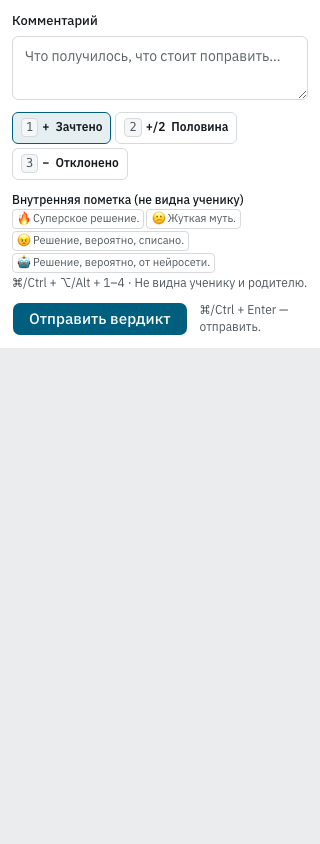 Комментарий
Что получилось, что стоит поправить...
1 + Зачтено 2 +/2 Половина
3 − Отклонено
Внутренняя пометка (не видна ученику)
🔥 Суперское решение. 🙁 Жуткая муть.
😠 Решение, вероятно, списано.
🤖 Решение, вероятно, от нейросети.
⌘/Ctrl + ⌥/Alt + 1–4 · Не видна ученику и родителю.
Отправить вердикт
⌘/Ctrl + Enter —
отправить.